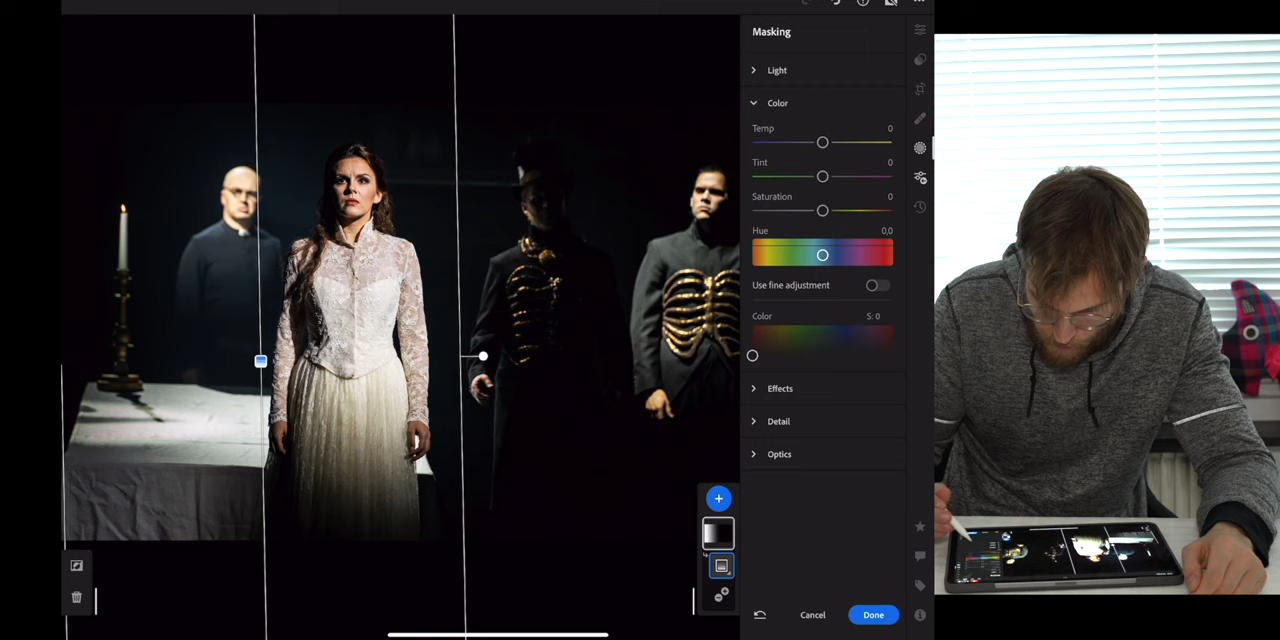 Masking
Light
Color
Temp 0
Tint 0
Saturation 0
Hue 0,0
Use fine adjustment
Color S: 0
Effects
Detail
Optics
Cancel Done